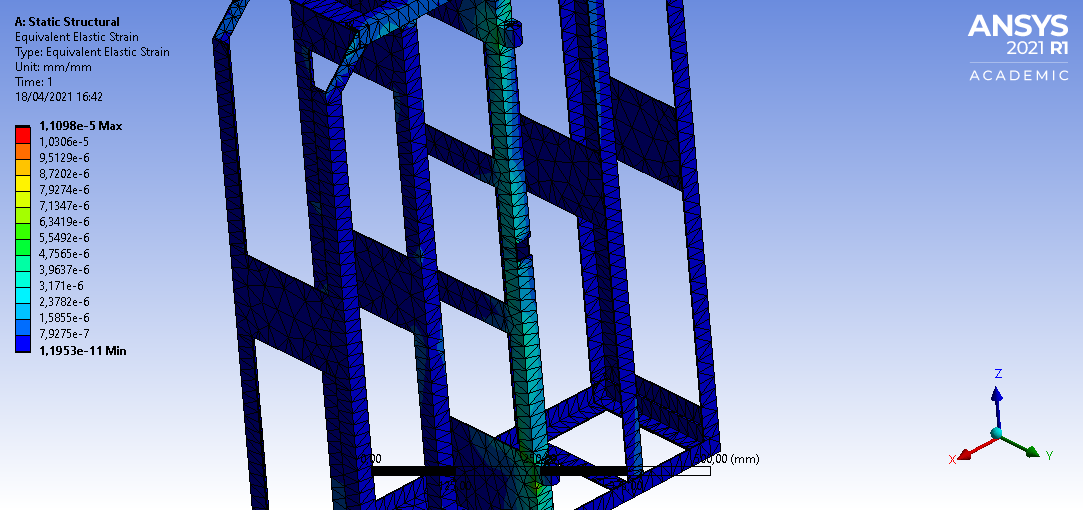 A: Static Structural
Equivalent Elastic Strain
Type: Equivalent Elastic Strain
Unit: mm/mm
Time: 1
18/04/2021 16:42
1,1098e-5 Max
1,0306e-5
9,5129e-6
8,7202e-6
7,9274e-6
7,1347e-6
6,3419e-6
5,5492e-6
4,7565e-6
3,9637e-6
3,171e-6
2,3782e-6
1,5855e-6
7,9275e-7
1,1953e-11 Min
ANSYS
2021 R1
ACADEMIC
(mm)
Z
X
Y